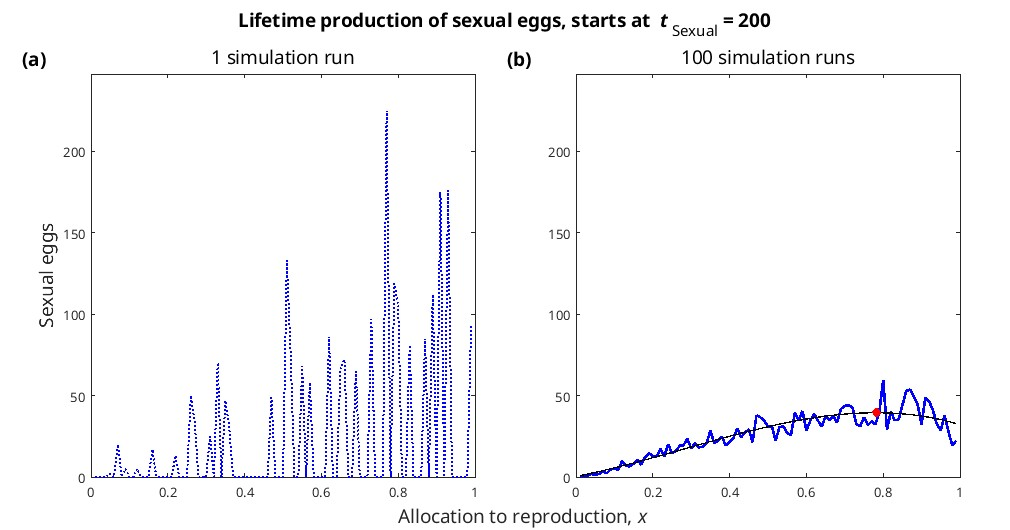 Lifetime production of sexual eggs, starts at t Sexual = 200
(a) 1 simulation run
(b) 100 simulation runs
Sexual eggs
200
150
100
50
0
0 0.2 0.4 0.6 0.8 1
200
150
100
50
0
0 0.2 0.4 0.6 0.8 1
Allocation to reproduction, x